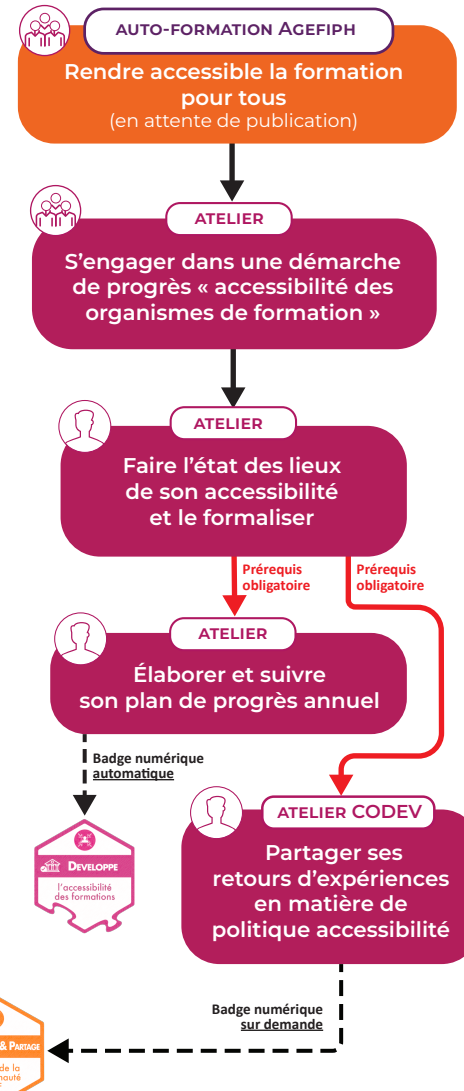 AUTO-FORMATION AGEFIPH
Rendre accessible la formation
pour tous
(en attente de publication)
ATELIER
S'engager dans une démarche
de progrès « accessibilité des
organismes de formation »
ATELIER
Faire l'état des lieux
de son accessibilité
et le formaliser
Prérequis
obligatoire
Prérequis
obligatoire
ATELIER
Élaborer et suivre
son plan de progrès annuel
Badge numérique
automatique
DEVELOPPE
l'accessibilité
des formations
ATELIER CODEV
Partager ses
retours d'expériences
en matière de
politique accessibilité
Badge numérique
sur demande
& PARTAGE
de la